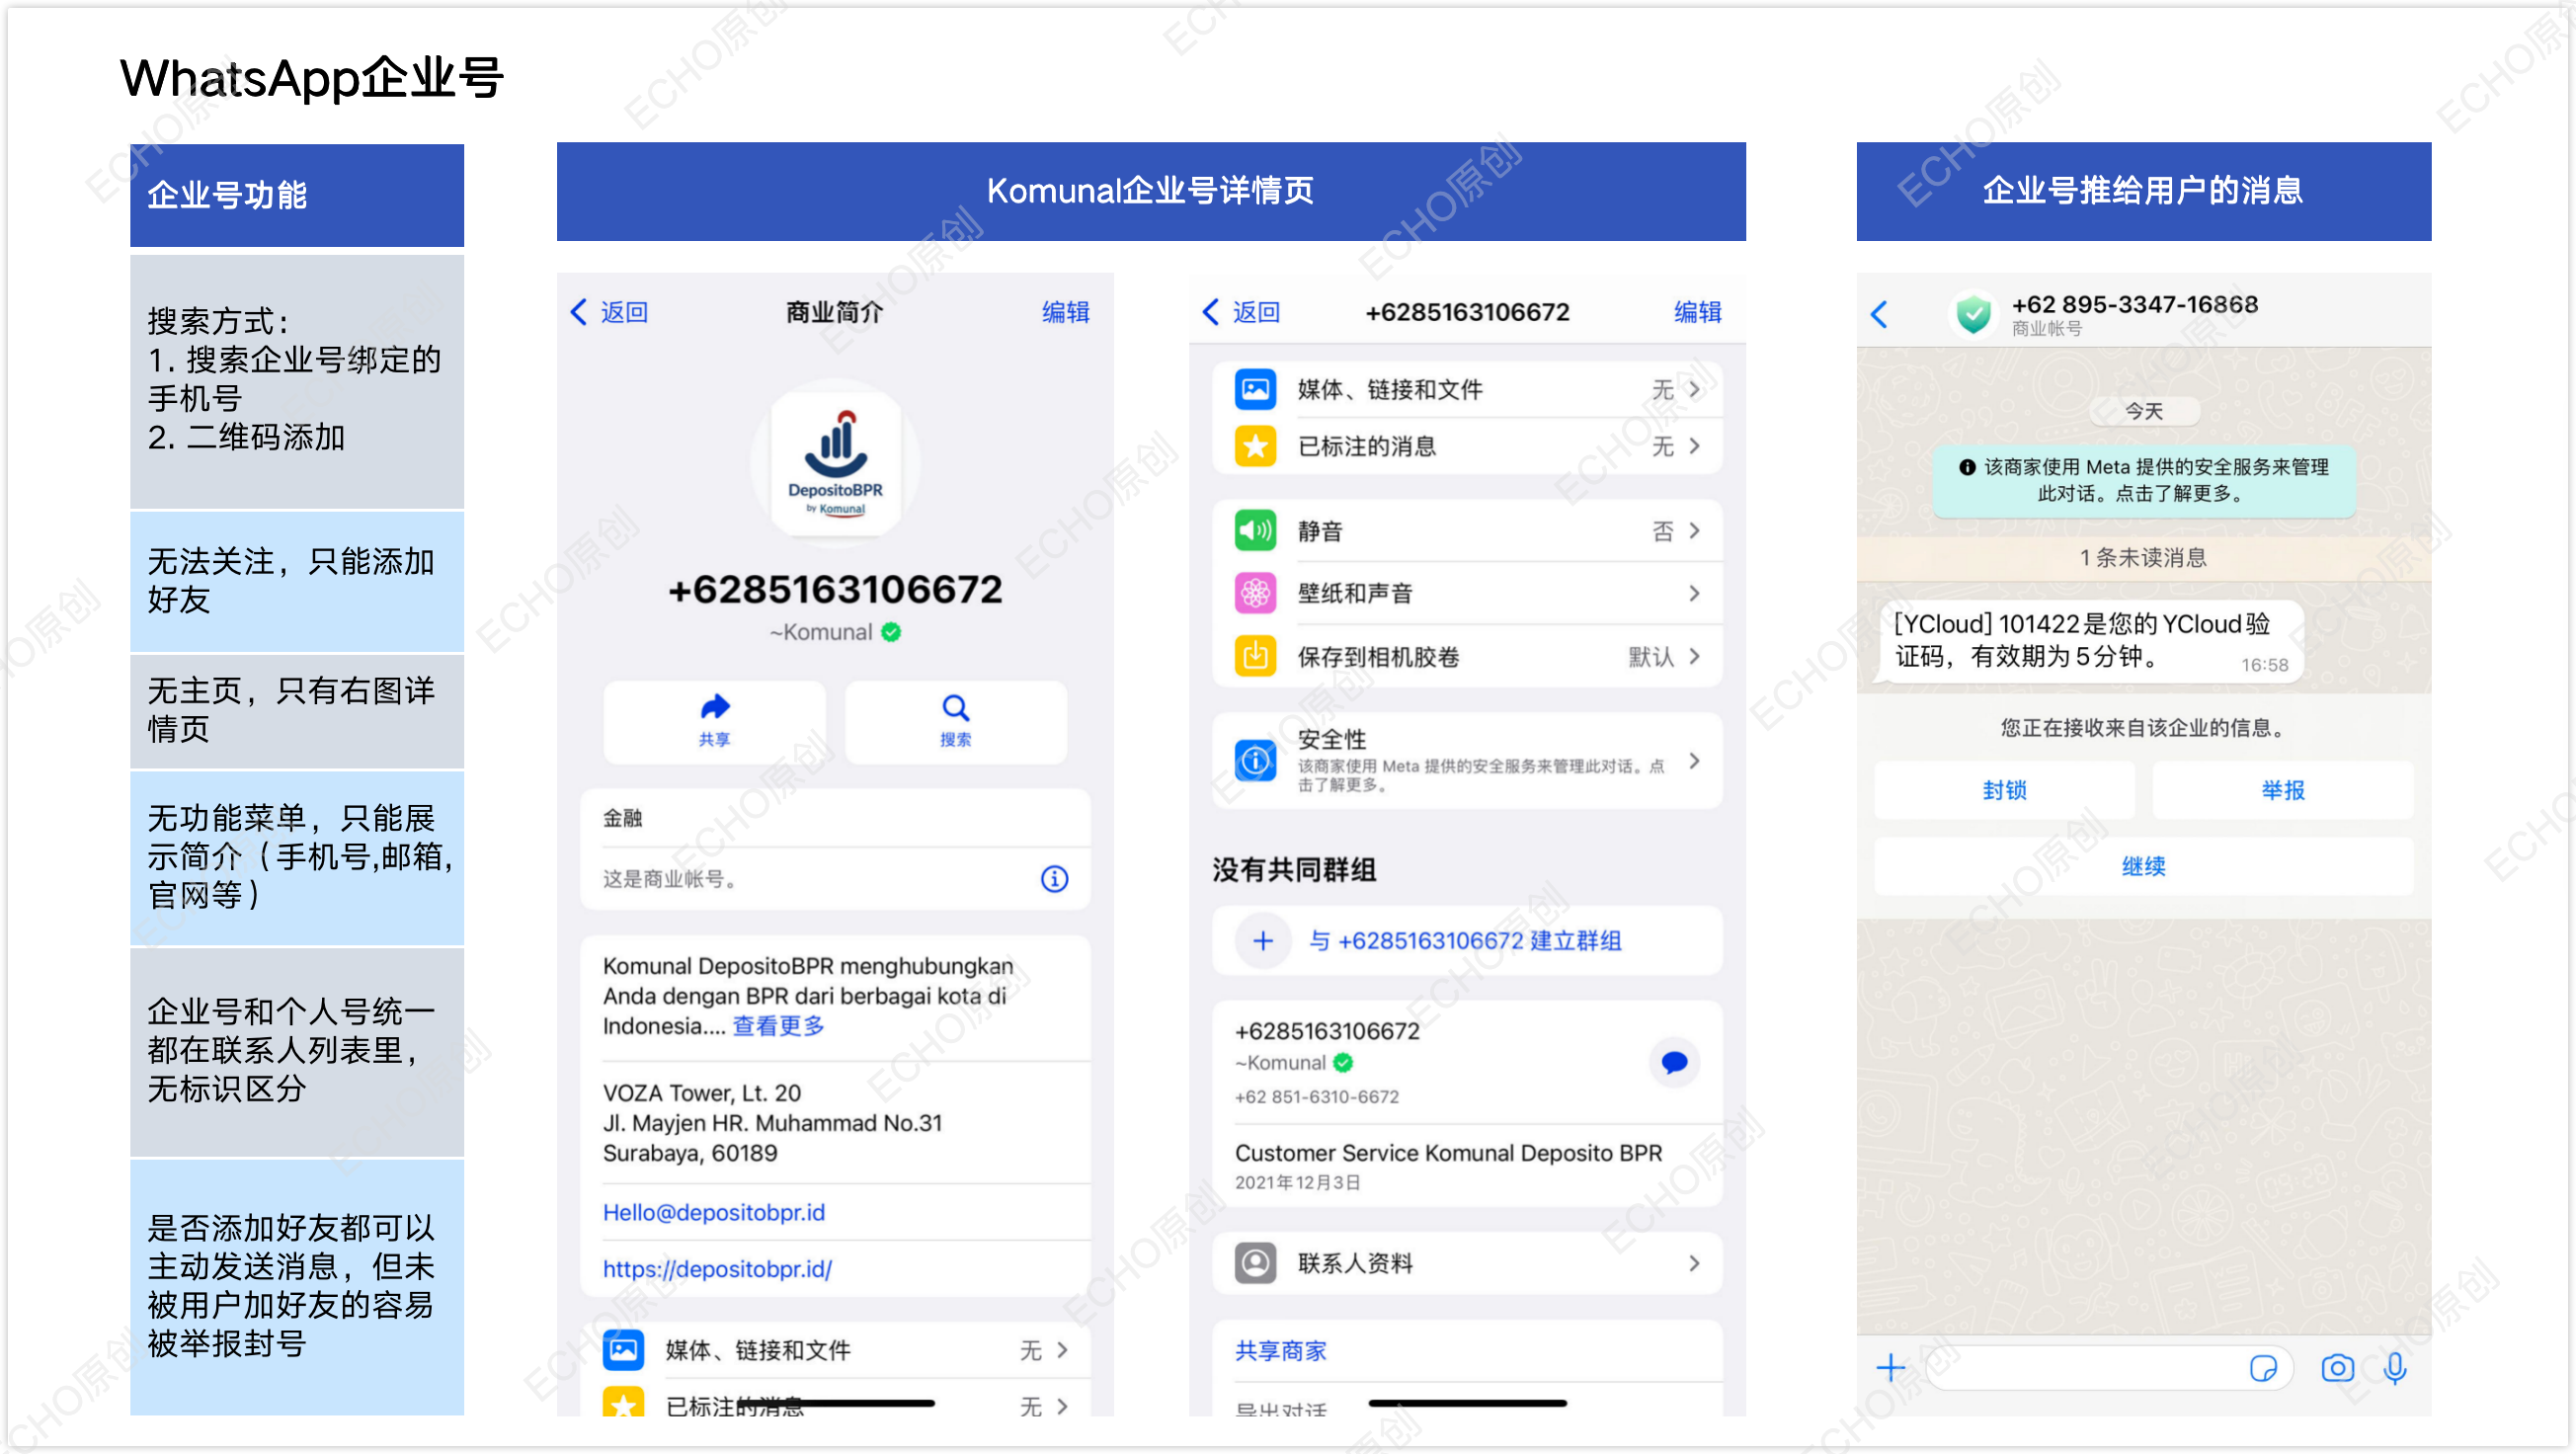 WhatsApp企业号
企业号功能
搜索方式：
1. 搜索企业号绑定的
手机号
2. 二维码添加
无法关注，只能添加
好友
无主页，只有右图详
情页
无功能菜单，只能展
示简介（手机号,邮箱,
官网等）
企业号和个人号统一
都在联系人列表里，
无标识区分
是否添加好友都可以
主动发送消息，但未
被用户加好友的容易
被举报封号
Komunal企业号详情页
返回
商业简介
编辑
DepositoBPR
by Komunal
+6285163106672
~Komunal
共享
搜索
金融
这是商业帐号。
Komunal DepositoBPR menghubungkan
Anda dengan BPR dari berbagai kota di
Indonesia.... 查看更多
VOZA Tower, Lt. 20
Jl. Mayjen HR. Muhammad No.31
Surabaya, 60189
Hello@depositobpr.id
https://depositobpr.id/
媒体、链接和文件
无
已标注的消息
无
返回
+6285163106672
编辑
媒体、链接和文件
无
已标注的消息
无
静音
否
壁纸和声音
保存到相机胶卷
默认
安全性
该商家使用 Meta 提供的安全服务来管理此对话。点
击了解更多。
没有共同群组
与 +6285163106672 建立群组
+6285163106672
~Komunal
+62 851-6310-6672
Customer Service Komunal Deposito BPR
2021年12月3日
联系人资料
共享商家
导出对话
企业号推给用户的消息
+62 895-3347-16868
商业帐号
今天
该商家使用 Meta 提供的安全服务来管理
此对话。点击了解更多。
1 条未读消息
[YCloud] 101422是您的YCloud验
证码，有效期为5分钟。
16:58
您正在接收来自该企业的信息。
封锁
举报
继续
ECHO原创